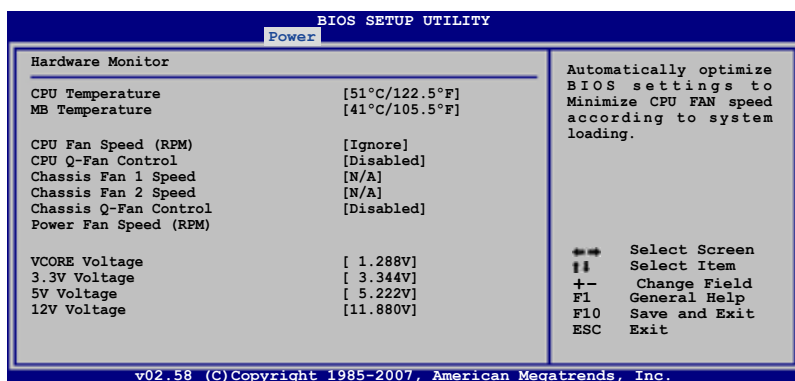 BIOS SETUP UTILITY
Power
Hardware Monitor
CPU Temperature [51°C/122.5°F]
MB Temperature [41°C/105.5°F]
CPU Fan Speed (RPM) [Ignore]
CPU Q-Fan Control [Disabled]
Chassis Fan 1 Speed [N/A]
Chassis Fan 2 Speed [N/A]
Chassis Q-Fan Control [Disabled]
Power Fan Speed (RPM)
VCORE Voltage [ 1.288V]
3.3V Voltage [ 3.344V]
5V Voltage [ 5.222V]
12V Voltage [11.880V]
Automatically optimize
BIOS settings to
Minimize CPU FAN speed
according to system
loading.
←→ Select Screen
↑↓ Select Item
+- Change Field
F1 General Help
F10 Save and Exit
ESC Exit
v02.58 (C)Copyright 1985-2007, American Megatrends, Inc.